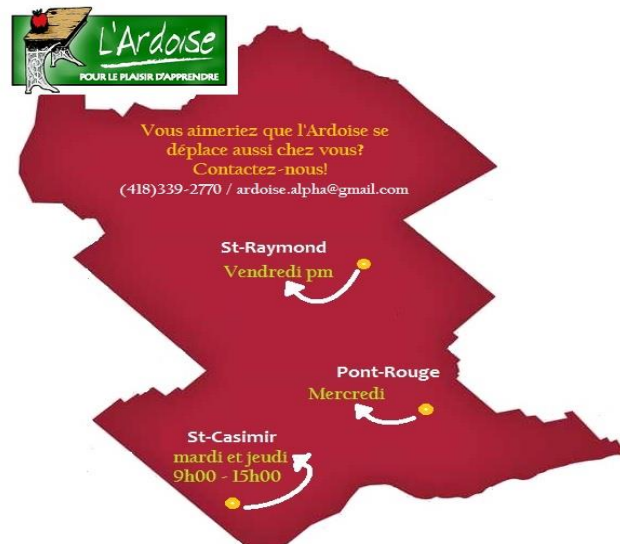 L'Ardoise
POUR LE PLAISIR D'APPRENDRE
Vous aimeriez que l'Ardoise se
déplace aussi chez vous?
Contactez-nous!
(418)339-2770 / ardoise.alpha@gmail.com
St-Raymond
Vendredi pm
Pont-Rouge
Mercredi
St-Casimir
mardi et jeudi
9h00 - 15h00